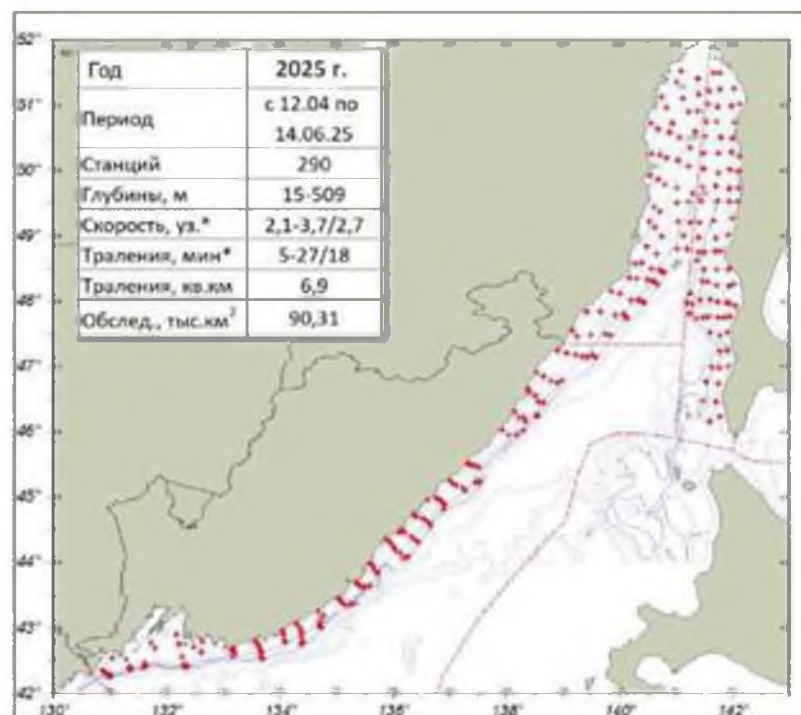 52°
51°
50°
49°
48°
47°
46°
45°
44°
43°
42°
Год 2025 г.
Период с 12.04 по
14.06.25
Станций 290
Глубины, м 15-509
Скорость, уз.* 2,1-3,7/2,7
Траления, мин* 5-27/18
Траления, кв.км 6,9
Обслед., тыс.км² 90,31
130° 132° 134° 136° 138° 140° 142°